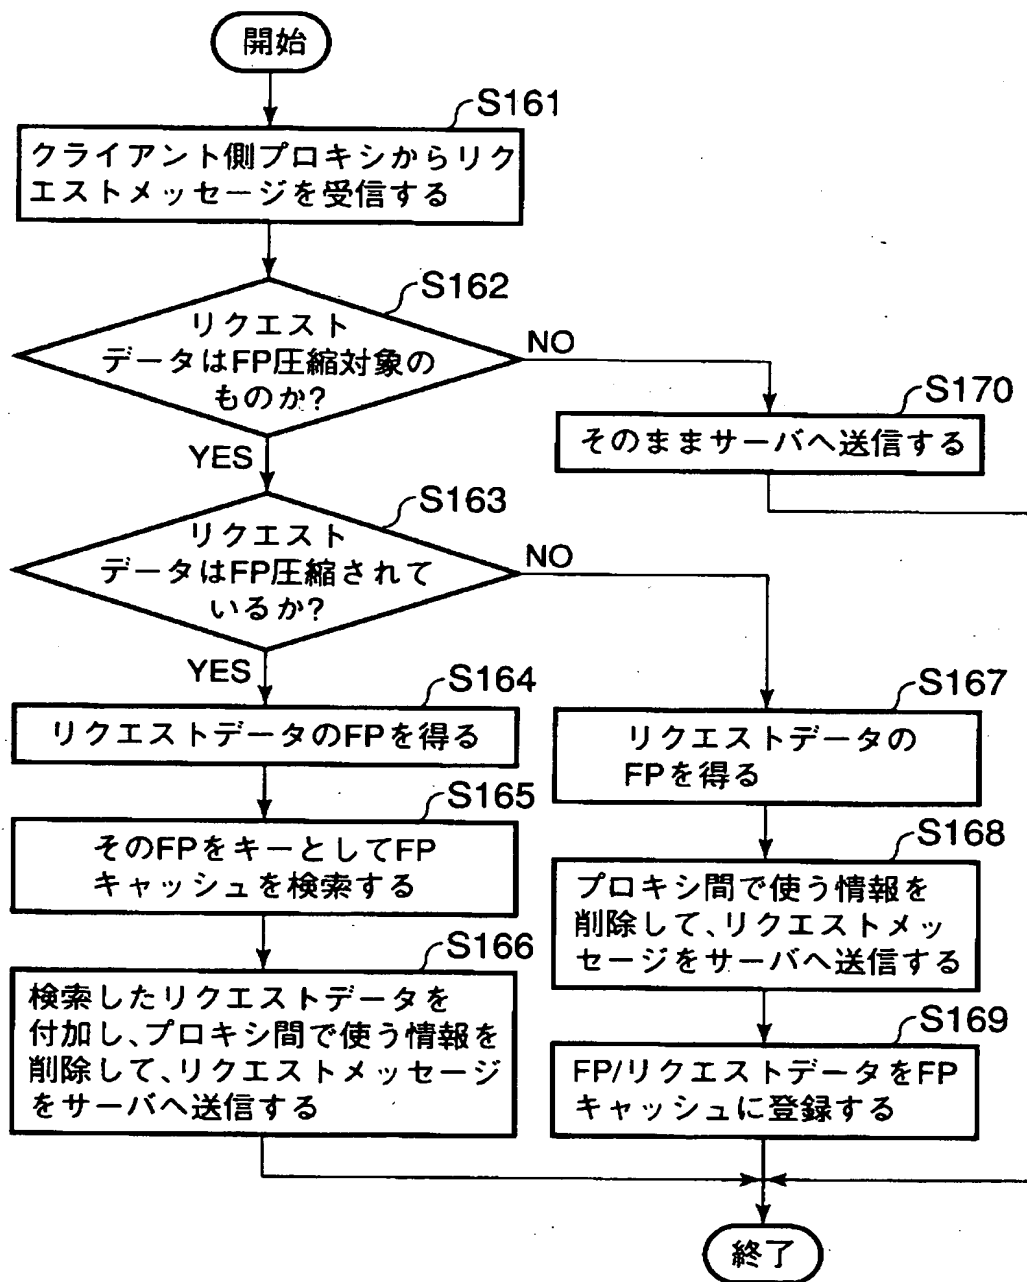 開始
S161
クライアント側プロキシからリク
エストメッセージを受信する
S162
リクエスト
データはFP圧縮対象の
ものか?
NO
YES
S170
そのままサーバへ送信する
S163
リクエスト
データはFP圧縮されて
いるか?
NO
YES
S164
リクエストデータのFPを得る
S165
そのFPをキーとしてFP
キャッシュを検索する
S166
検索したリクエストデータを
付加し、プロキシ間で使う情報を
削除して、リクエストメッセージ
をサーバへ送信する
S167
リクエストデータの
FPを得る
S168
プロキシ間で使う情報を
削除して、リクエストメッ
セージをサーバへ送信する
S169
FP/リクエストデータをFP
キャッシュに登録する
終了